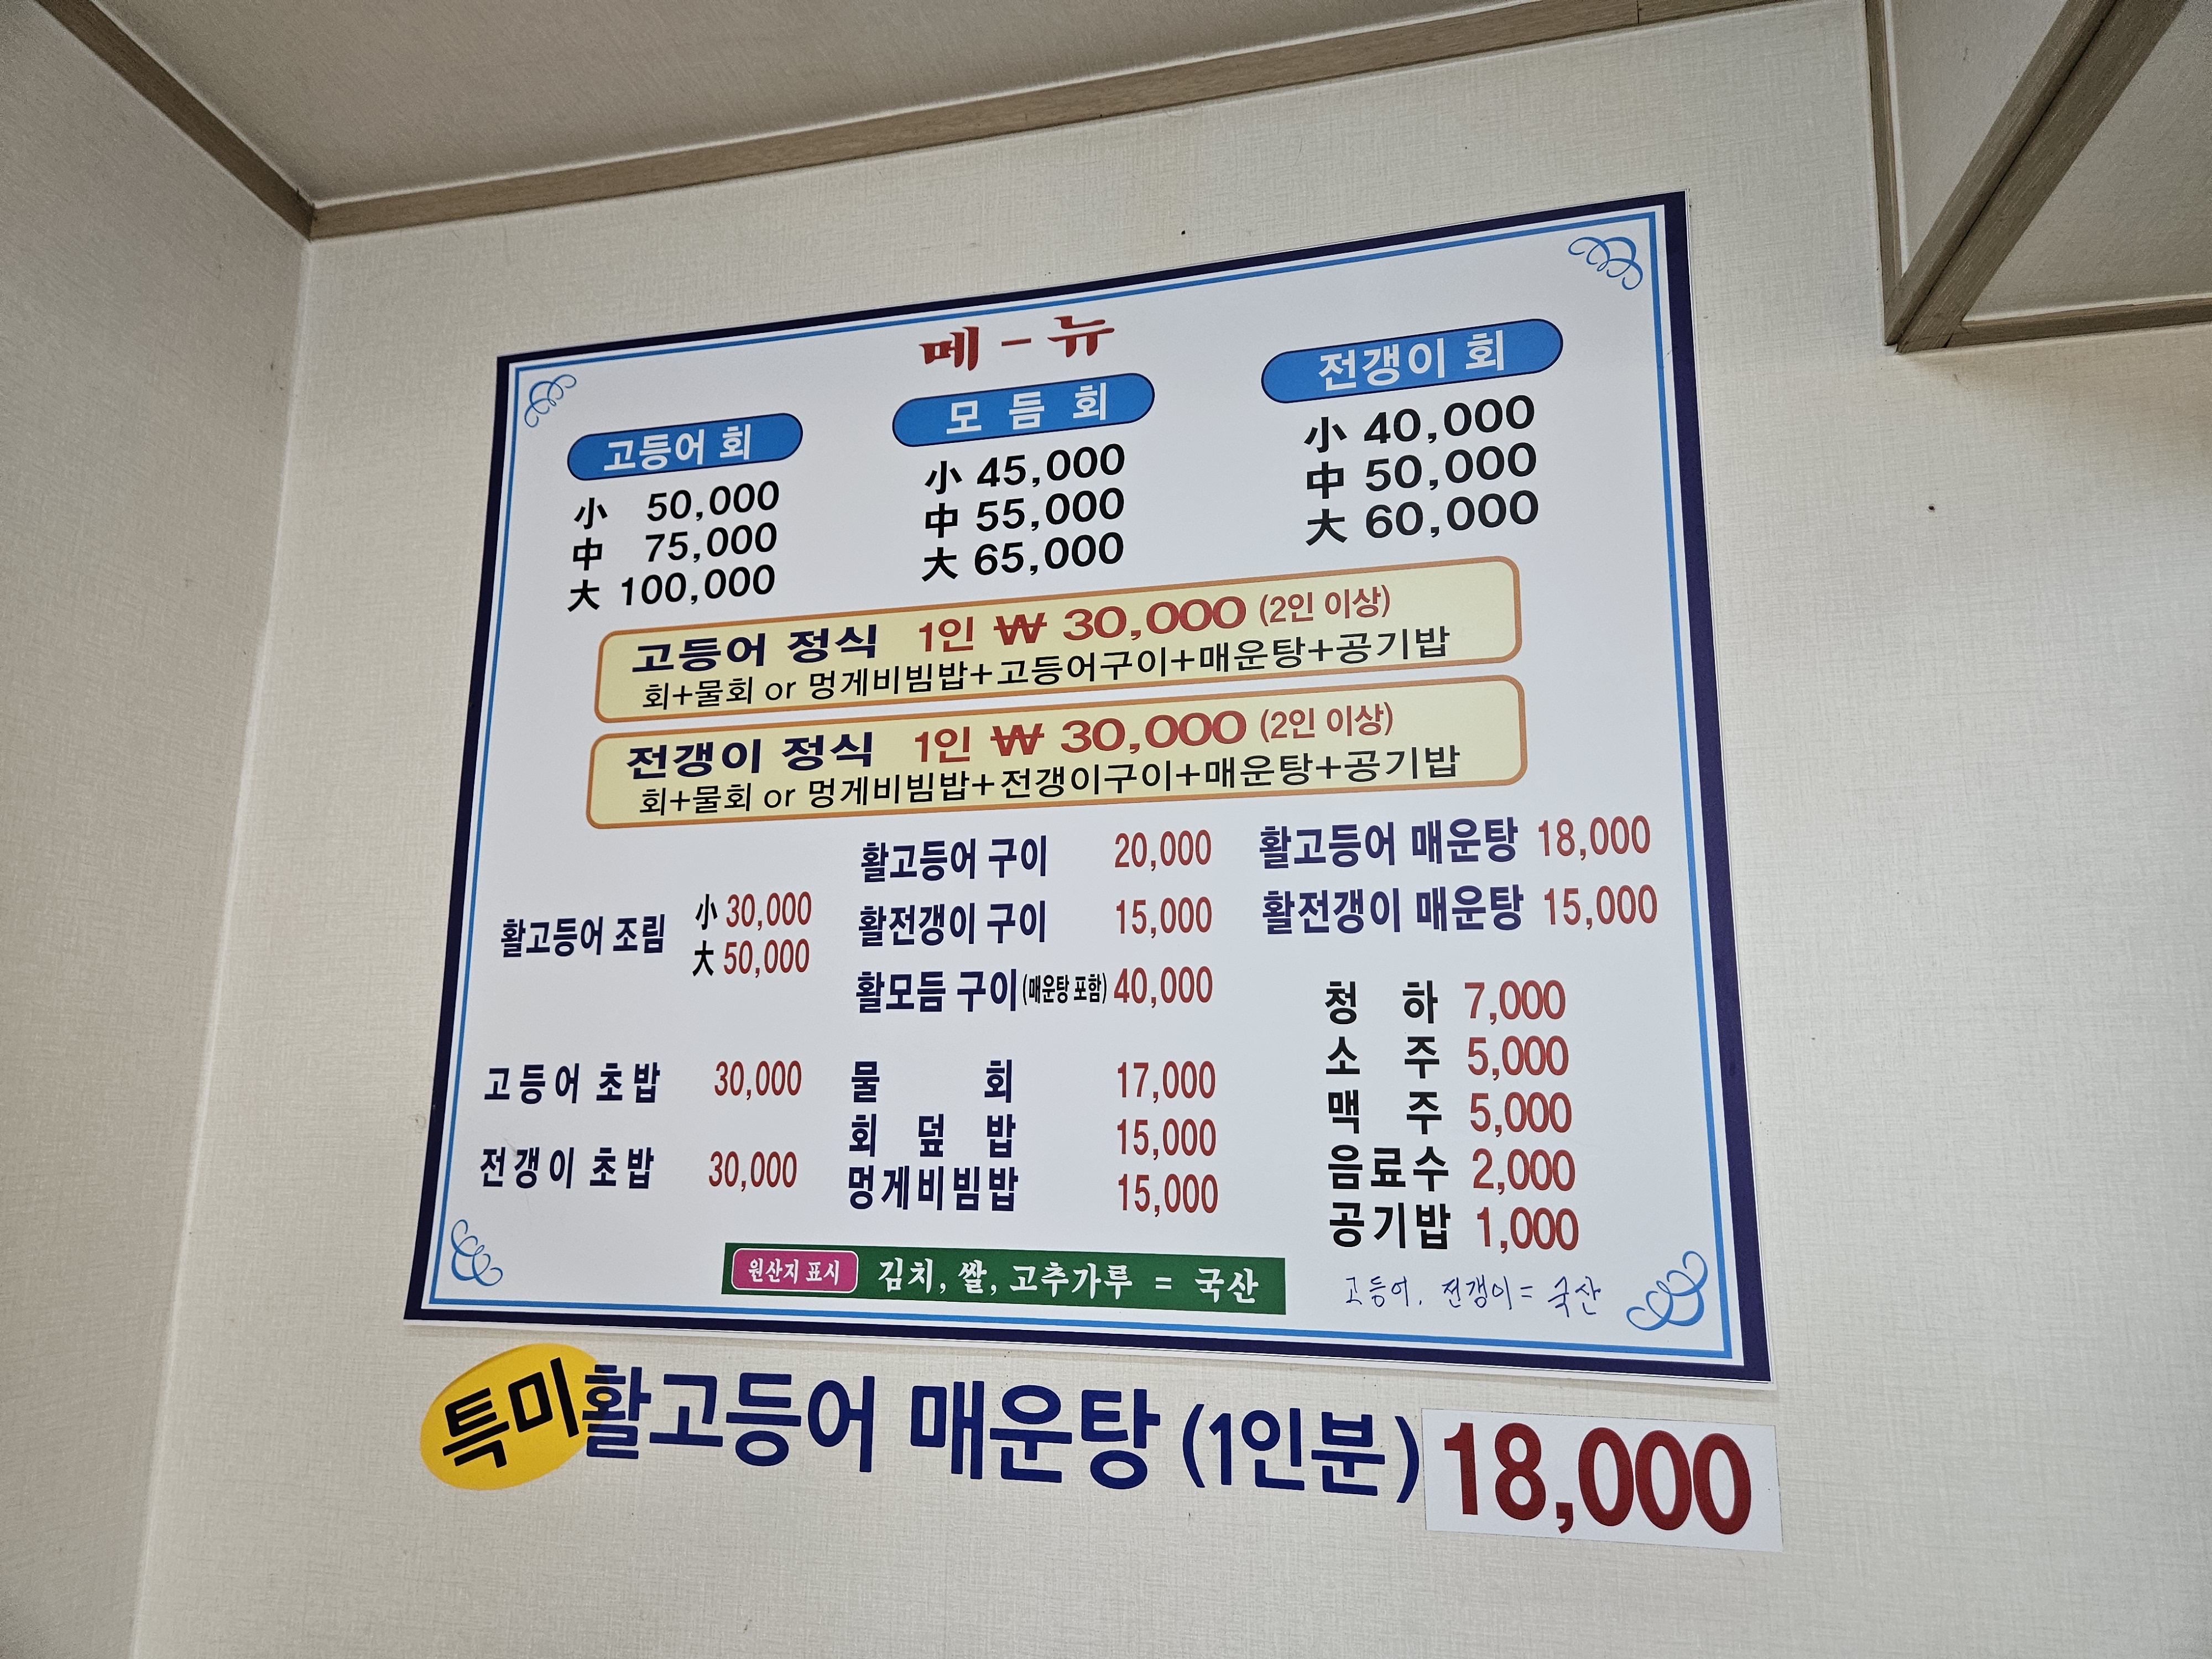 메-뉴
고등어 회
小 50,000
中 75,000
大 100,000
모 듬 회
小 45,000
中 55,000
大 65,000
전갱이 회
小 40,000
中 50,000
大 60,000
고등어 정식 1인 ₩ 30,000 (2인 이상)
회+물회 or 멍게비빔밥+고등어구이+매운탕+공기밥
전갱이 정식 1인 ₩ 30,000 (2인 이상)
회+물회 or 멍게비빔밥+전갱이구이+매운탕+공기밥
활고등어 조림 小 30,000
大 50,000
고등어 초밥 30,000
전갱이 초밥 30,000
활고등어 구이 20,000
활전갱이 구이 15,000
활모듬 구이(매운탕 포함) 40,000
물 회 17,000
회 덮 밥 15,000
멍게비빔밥 15,000
활고등어 매운탕 18,000
활전갱이 매운탕 15,000
청 하 7,000
소 주 5,000
맥 주 5,000
음료수 2,000
공기밥 1,000
원산지 표시 김치, 쌀, 고추가루 = 국산
고등어, 전갱이 = 국산
특미 활고등어 매운탕 (1인분) 18,000